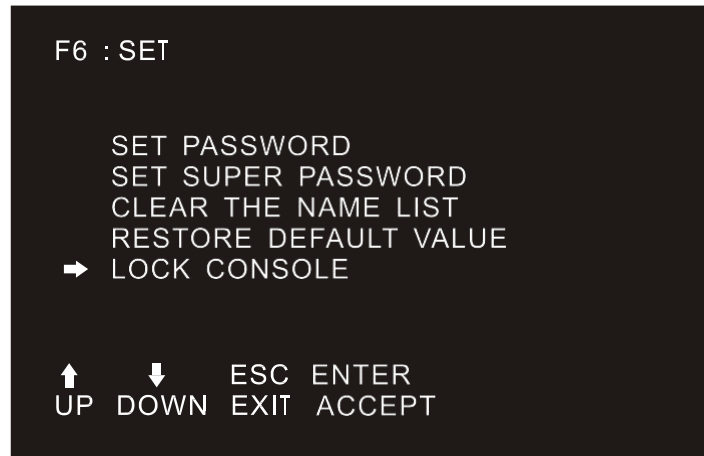 F6 : SET
SET PASSWORD
SET SUPER PASSWORD
CLEAR THE NAME LIST
RESTORE DEFAULT VALUE
LOCK CONSOLE
ESC ENTER
UP DOWN EXIT ACCEPT